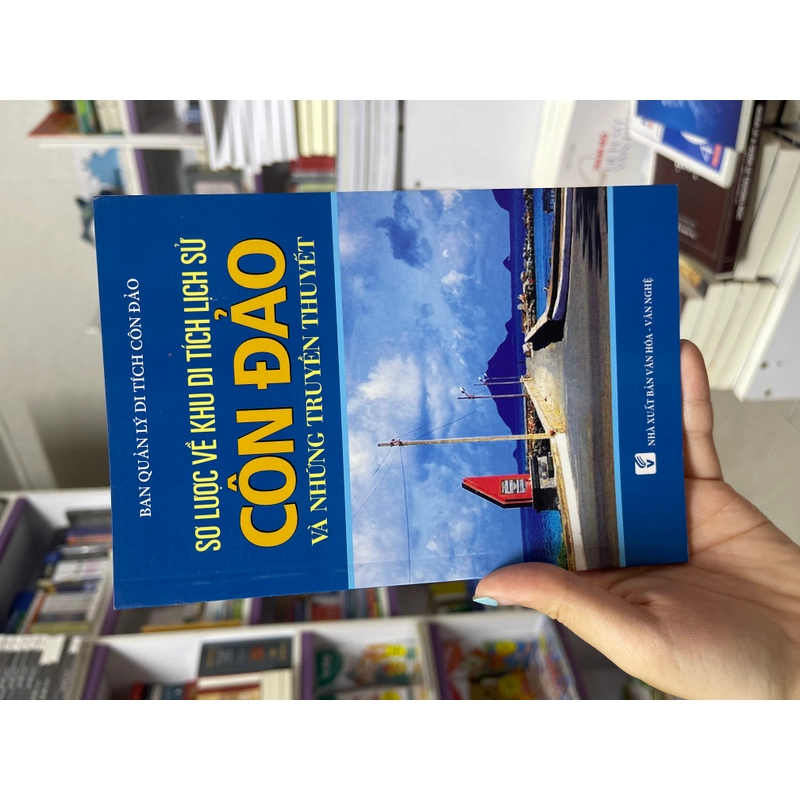 BAN QUẢN LÝ DI TÍCH CÔN ĐẢO
SƠ LƯỢC VỀ KHU DI TÍCH LỊCH SỬ
CÔN ĐẢO
VÀ NHỮNG TRUYỀN THUYẾT
NHÀ XUẤT BẢN VĂN HÓA - VĂN NGHỆ